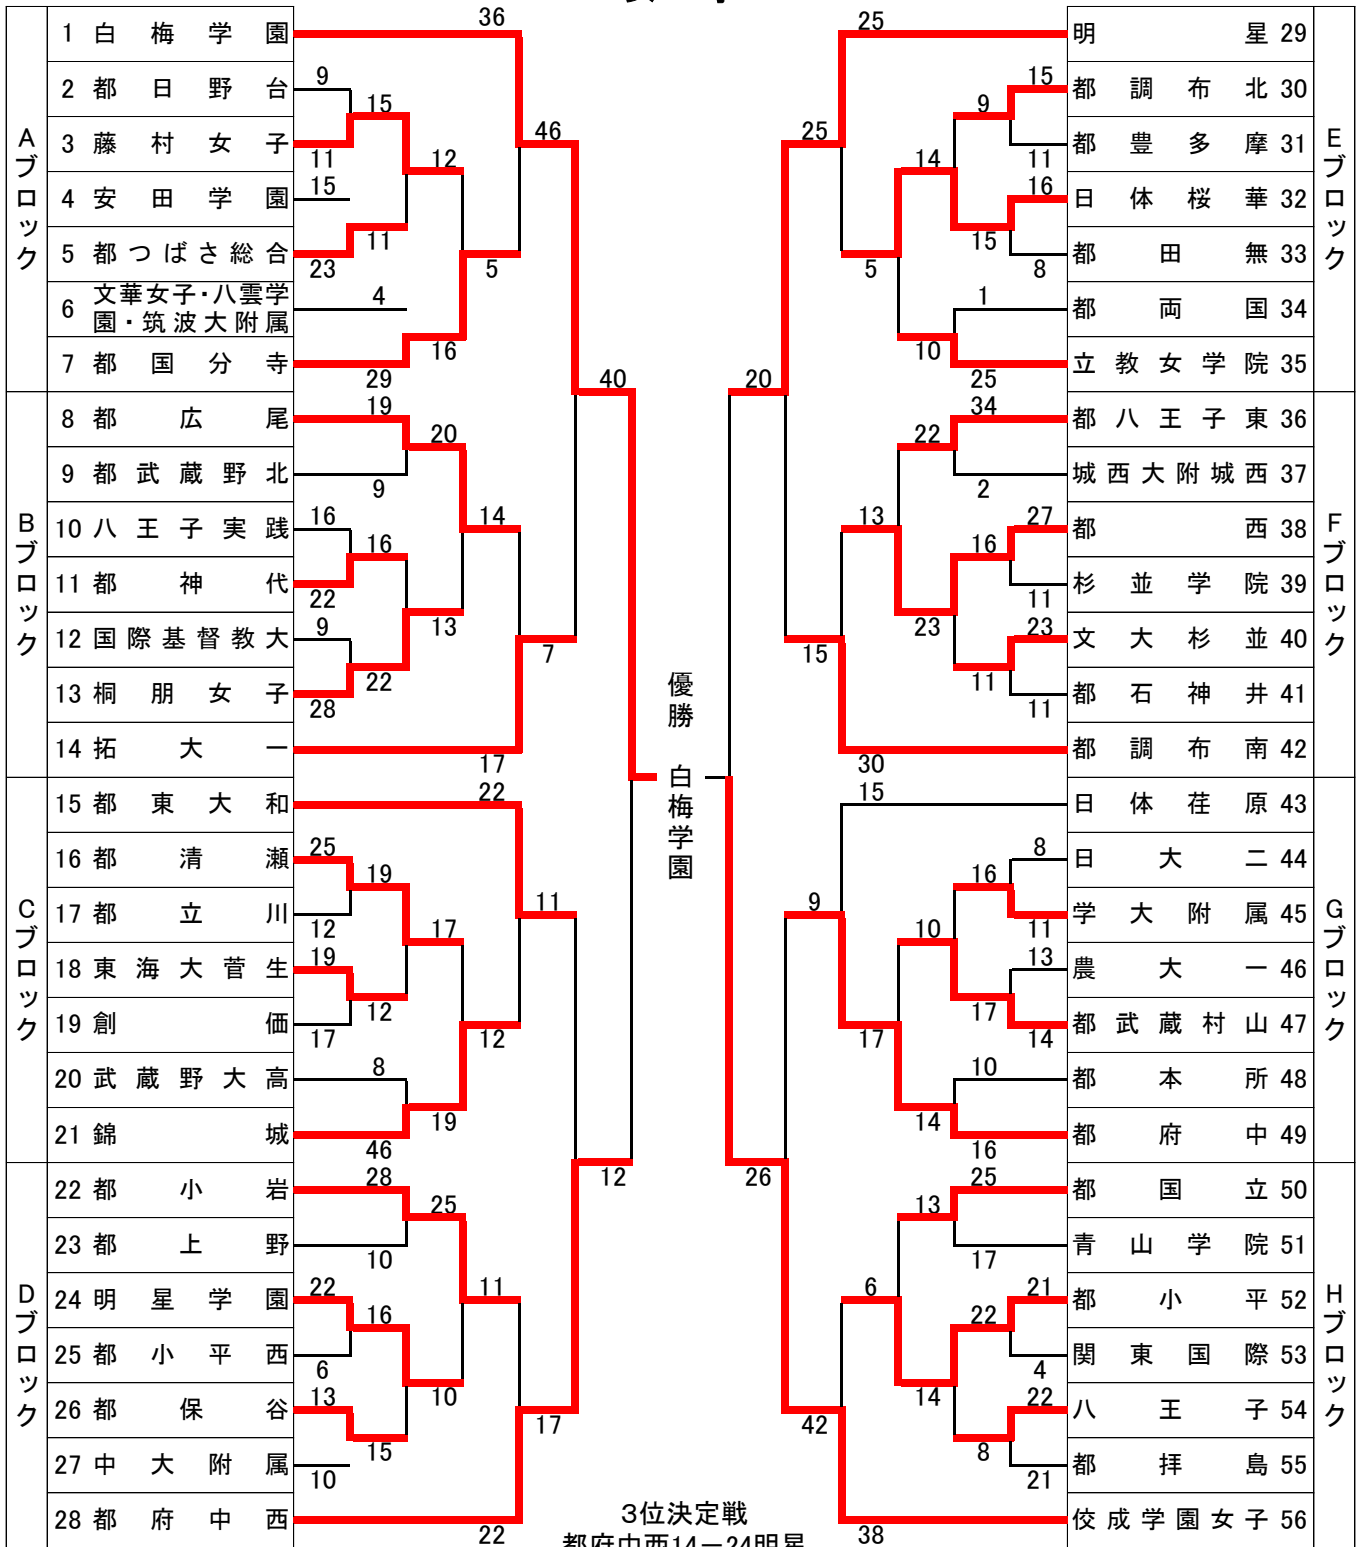 36
25
Aブロック
1 白梅学園
2 都日野台
3 藤村女子
4 安田学園
5 都つばさ総合
6 文華女子・八雲学
園・筑波大附属
7 都国分寺
9
11
15
23
4
29
15
11
16
12
5
46
40
Bブロック
8 都広尾
9 都武蔵野北
10 八王子実践
11 都神代
12 国際基督教大
13 桐朋女子
14 拓大一
19
9
16
22
9
28
17
20
16
22
13
14
7
Cブロック
15 都東大和
16 都清瀬
17 都立川
18 東海大菅生
19 創価
20 武蔵野大高
21 錦城
22
25
12
19
17
8
46
19
12
19
17
12
11
12
Dブロック
22 都小岩
23 都上野
24 明星学園
25 都小平西
26 都保谷
27 中大附属
28 都府中西
28
10
22
6
13
10
22
25
16
15
10
11
17
優勝 白梅学園
Eブロック
明星 29
都調布北 30
都豊多摩 31
日体桜華 32
都田無 33
都両国 34
立教女学院 35
15
11
16
8
1
25
9
15
10
14
5
25
20
Fブロック
都八王子東 36
城西大附城西 37
都西 38
杉並学院 39
文大杉並 40
都石神井 41
都調布南 42
34
2
27
11
23
11
30
22
16
11
23
13
15
Gブロック
日体荏原 43
日大二 44
学大附属 45
農大一 46
都武蔵村山 47
都本所 48
都府中 49
15
8
11
13
14
10
16
16
17
14
10
17
9
26
Hブロック
都国立 50
青山学院 51
都小平 52
関東国際 53
八王子 54
都拝島 55
佼成学園女子 56
25
17
21
4
22
21
38
13
22
8
14
6
42
3位決定戦
都府中西14－24明星